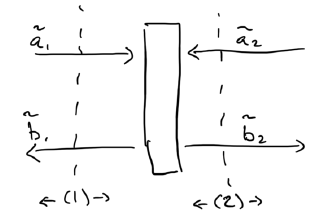 ã₁ ã₂
b̃₁ b̃₂
← (1) → ← (2) →